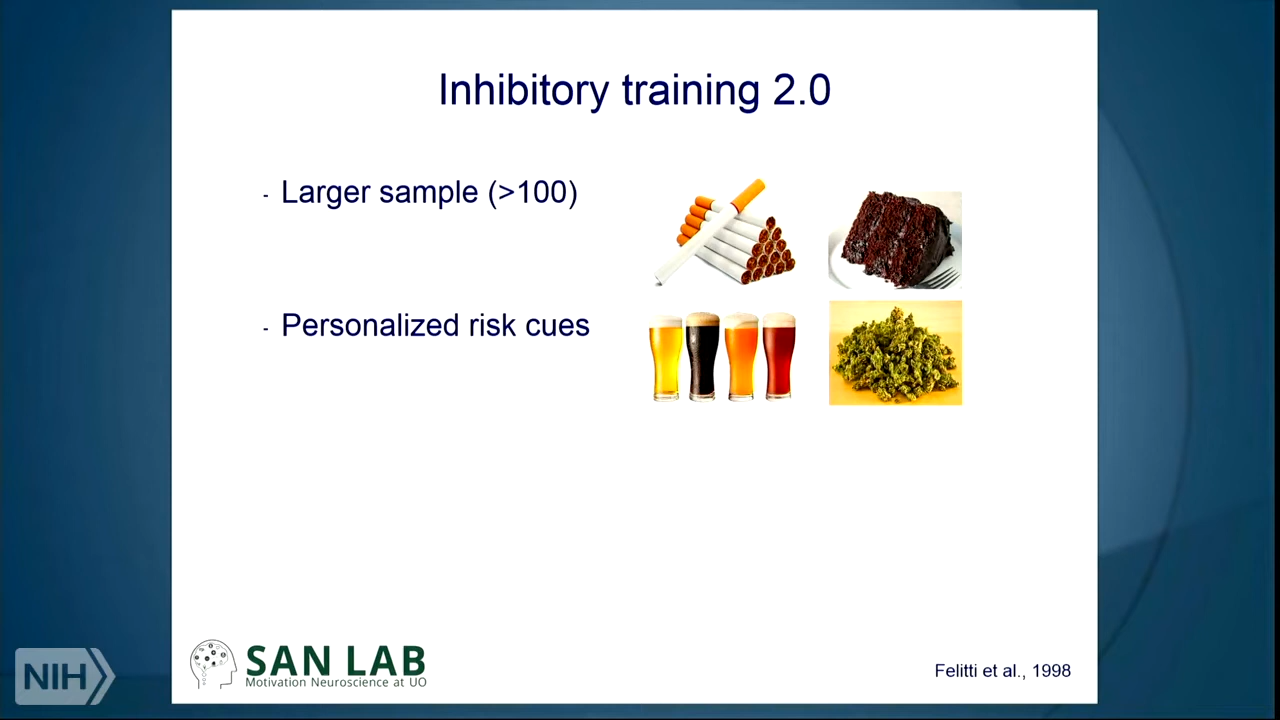 Inhibitory training 2.0
- Larger sample (>100)
- Personalized risk cues
SAN LAB
Motivation Neuroscience at UO
Felitti et al., 1998
NIH